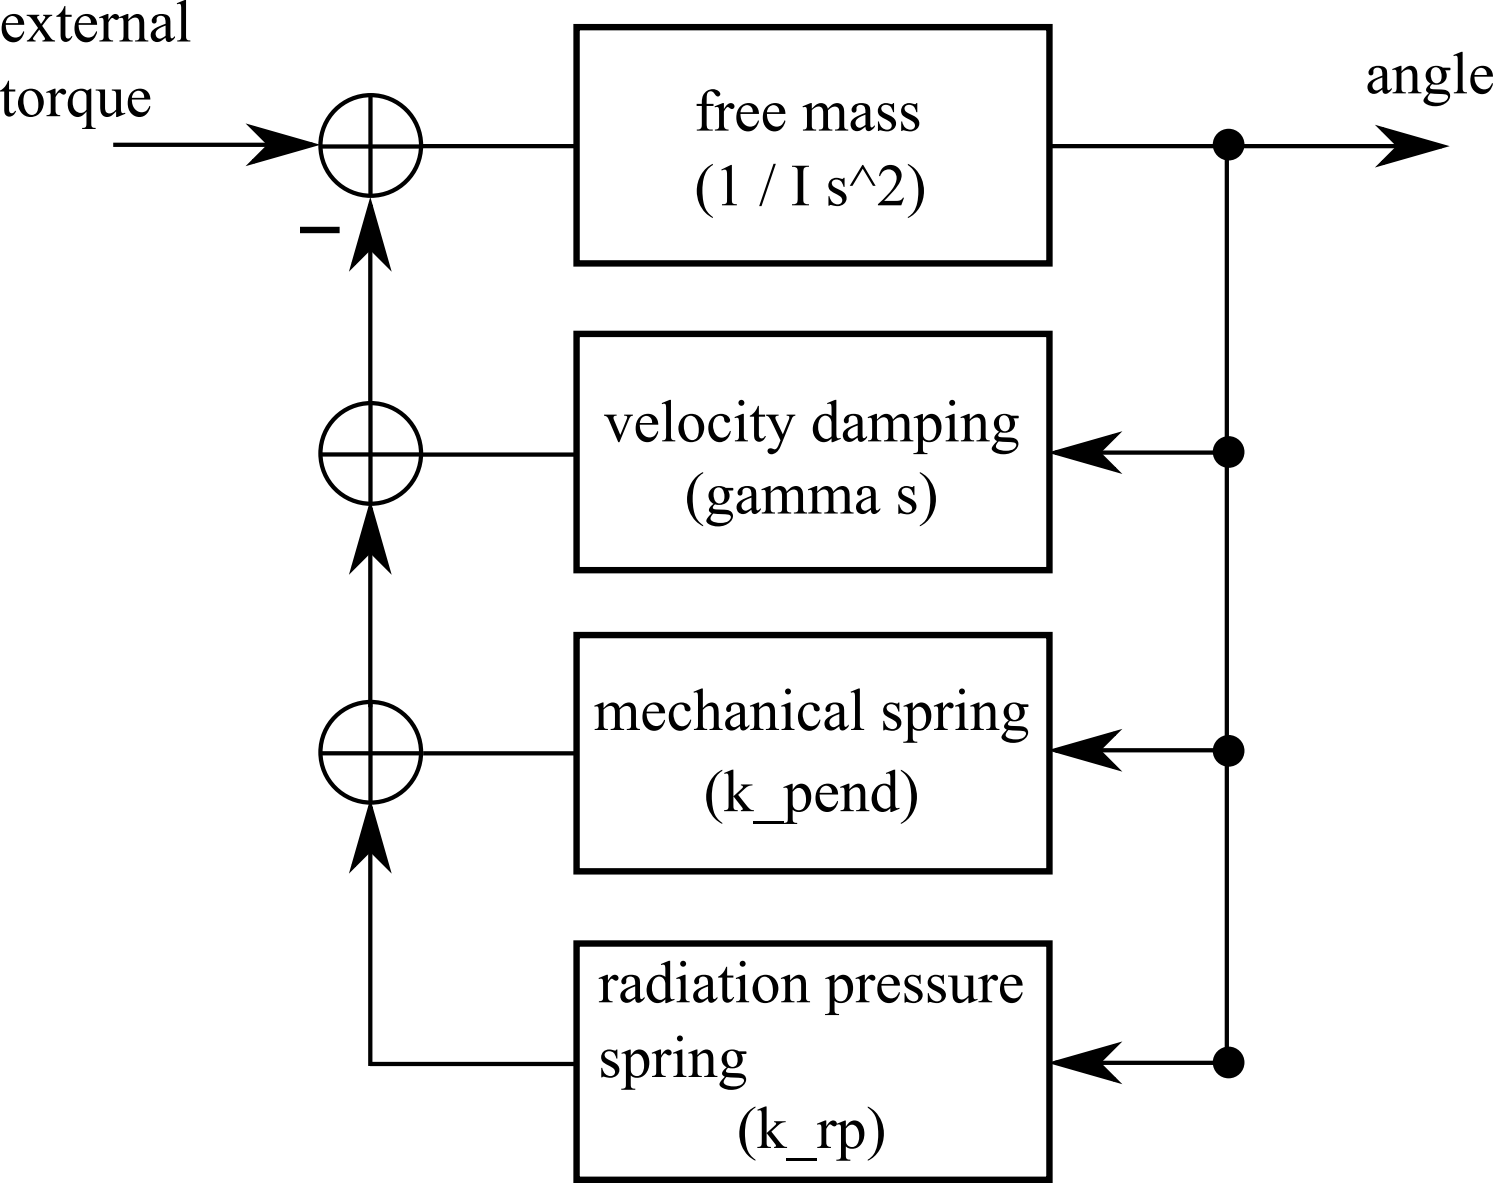 external
torque
free mass
(1 / I s^2)
angle
−
velocity damping
(gamma s)
mechanical spring
(k_pend)
radiation pressure
spring
(k_rp)